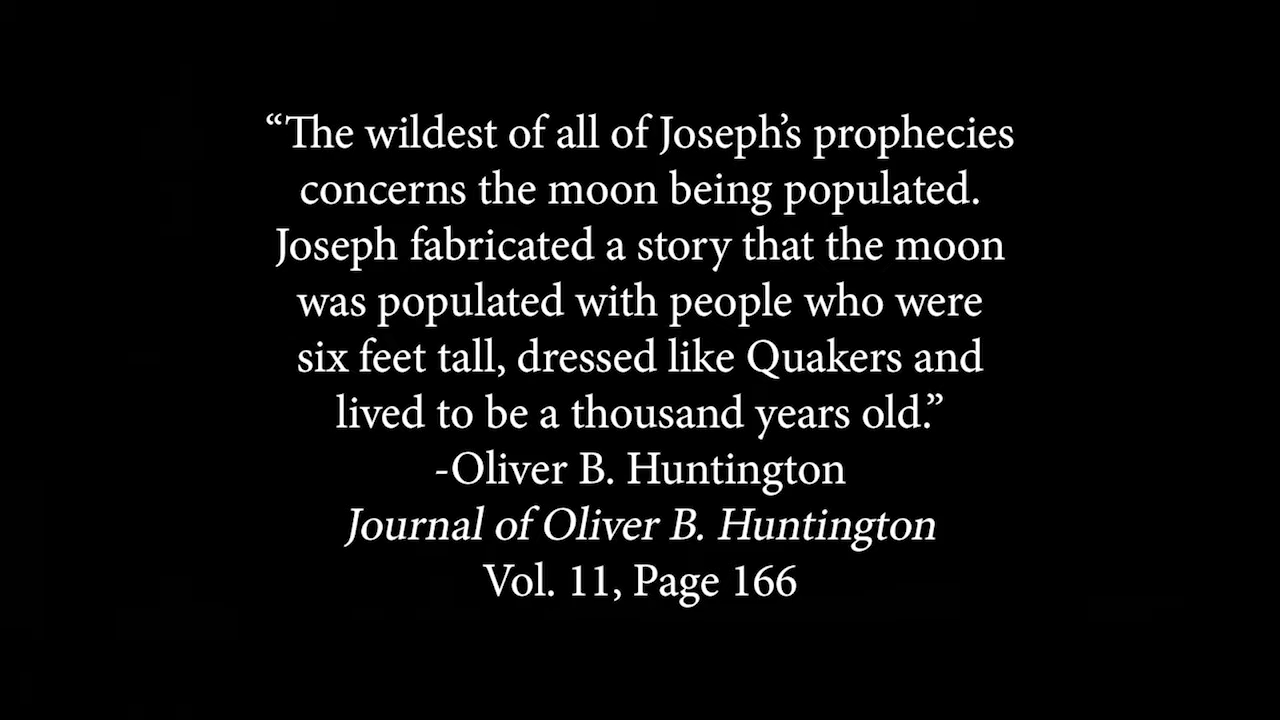 “The wildest of all of Joseph’s prophecies
concerns the moon being populated.
Joseph fabricated a story that the moon
was populated with people who were
six feet tall, dressed like Quakers and
lived to be a thousand years old.”
-Oliver B. Huntington
Journal of Oliver B. Huntington
Vol. 11, Page 166